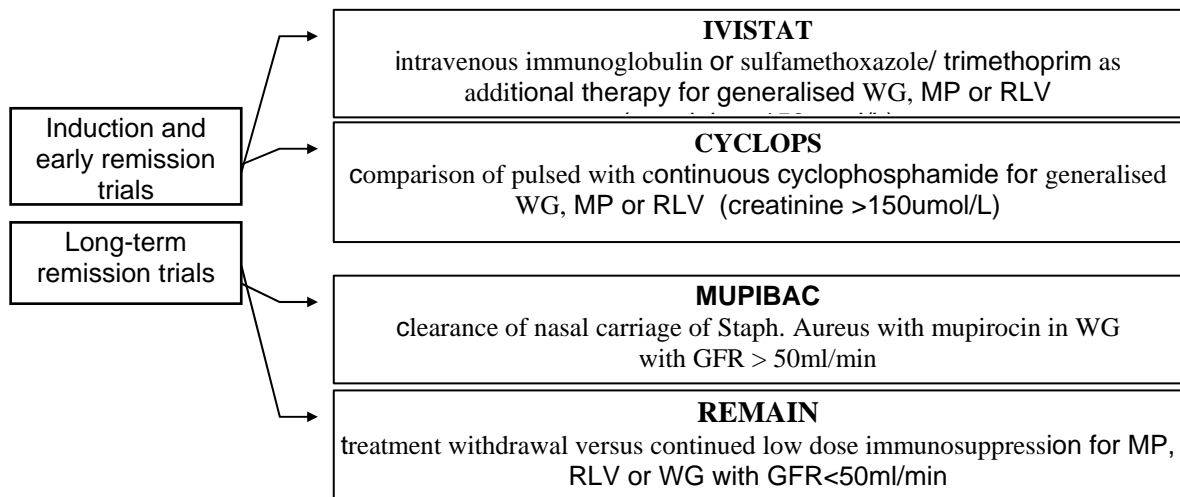 Induction and
early remission
trials
Long-term
remission trials
IVISTAT
intravenous immunoglobulin or sulfamethoxazole/ trimethoprim as
additional therapy for generalised WG, MP or RLV
CYCLOPS
comparison of pulsed with continuous cyclophosphamide for generalised
WG, MP or RLV (creatinine >150umol/L)
MUPIBAC
clearance of nasal carriage of Staph. Aureus with mupirocin in WG
with GFR > 50ml/min
REMAIN
treatment withdrawal versus continued low dose immunosuppression for MP,
RLV or WG with GFR<50ml/min